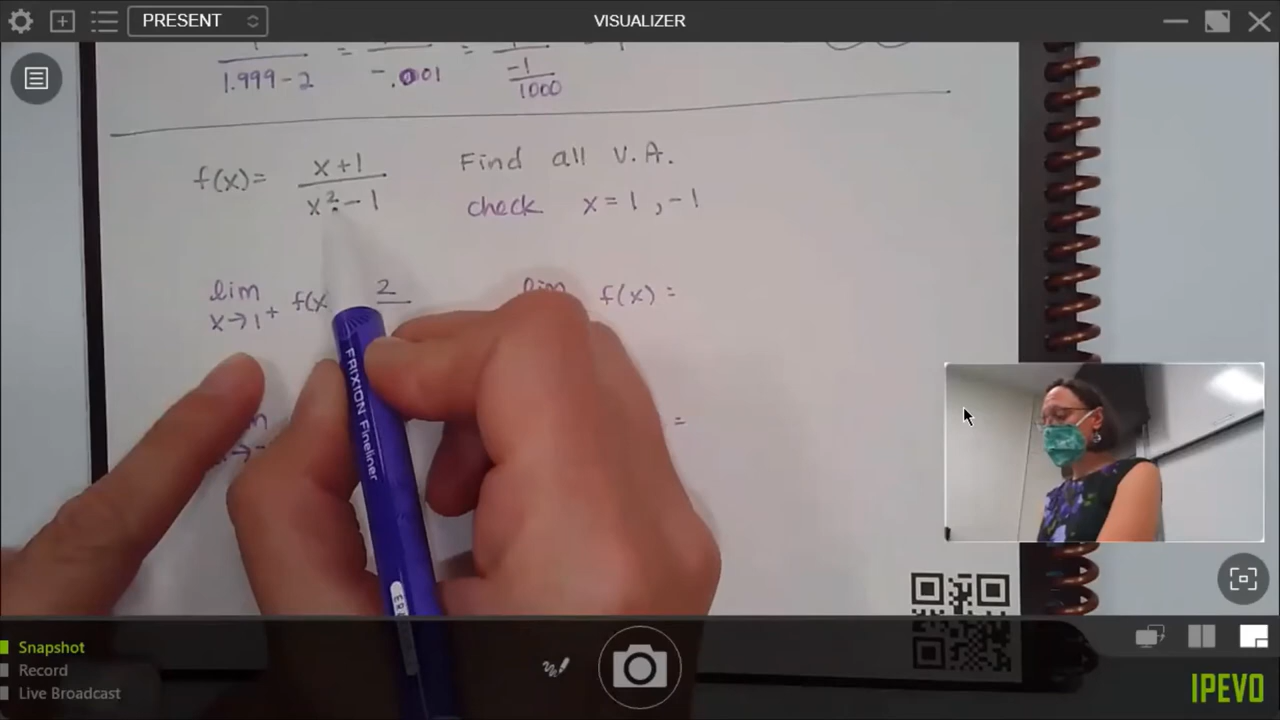 PRESENT
VISUALIZER
1.999-2 = -.001 = -1/1000
f(x)= x+1 / x²-1 Find all V.A.
check x=1,-1
lim x→1⁺ f(x 2 lim f(x) =
=
FRIXION Fineliner
Snapshot
Record
Live Broadcast
IPEVO